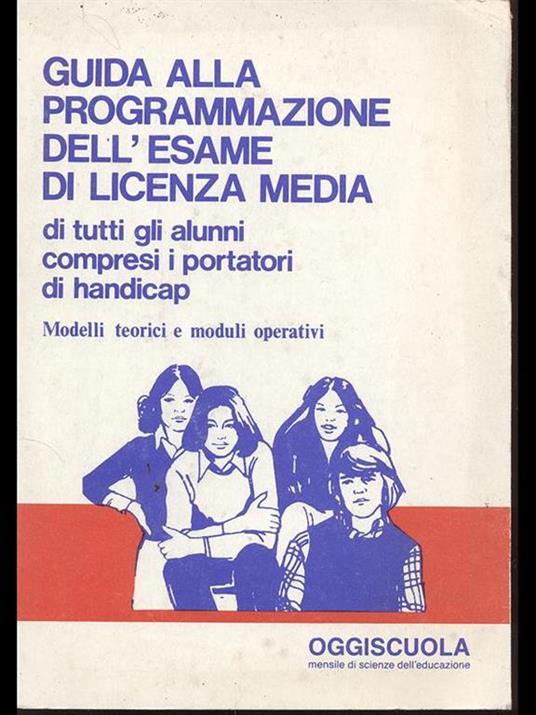 GUIDA ALLA
PROGRAMMAZIONE
DELL'ESAME
DI LICENZA MEDIA
di tutti gli alunni
compresi i portatori
di handicap
Modelli teorici e moduli operativi
OGGISCUOLA
mensile di scienze dell'educazione